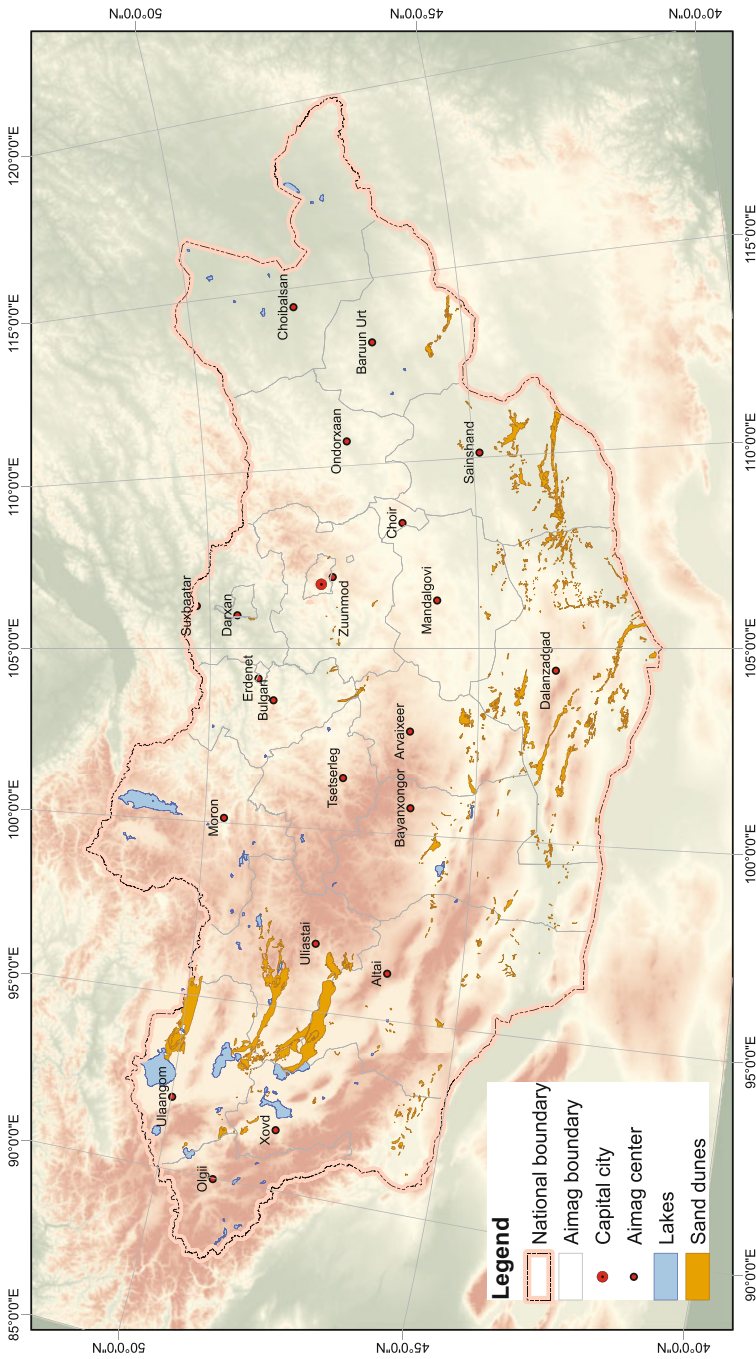 85°0'0"E
90°0'0"E
95°0'0"E
100°0'0"E
105°0'0"E
110°0'0"E
115°0'0"E
120°0'0"E
50°0'0"N
50°0'0"N
45°0'0"N
45°0'0"N
40°0'0"N
40°0'0"N
Ulaangom
Suxbaatar
Olgii
Moron
Darxan
Erdenet
Bulgan
Xovd
Choibalsan
Uliastai
Tsetserleg
Zuunmod
Ondorxaan
Baruun Urt
Altai
Bayanxongor
Arvaixeer
Choir
Mandalgovi
Sainshand
Dalanzadgad
Legend
National boundary
Aimag boundary
Capital city
Aimag center
Lakes
Sand dunes
90°0'0"E
95°0'0"E
100°0'0"E
105°0'0"E
110°0'0"E
115°0'0"E